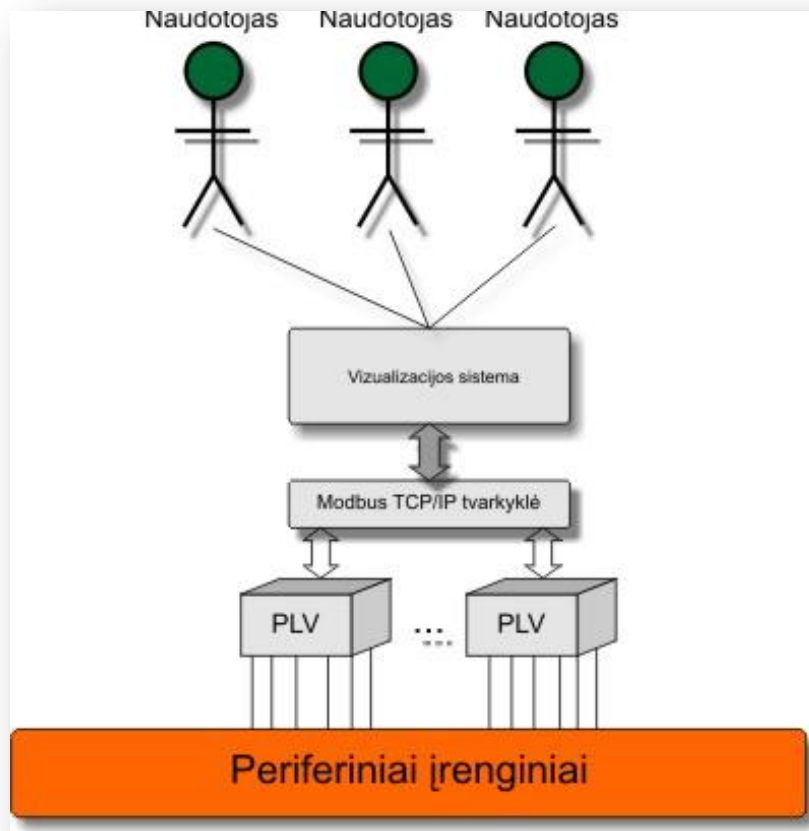 Naudotojas Naudotojas Naudotojas
Vizualizacijos sistema
Modbus TCP/IP tvarkyklė
PLV ... PLV
Periferiniai įrenginiai